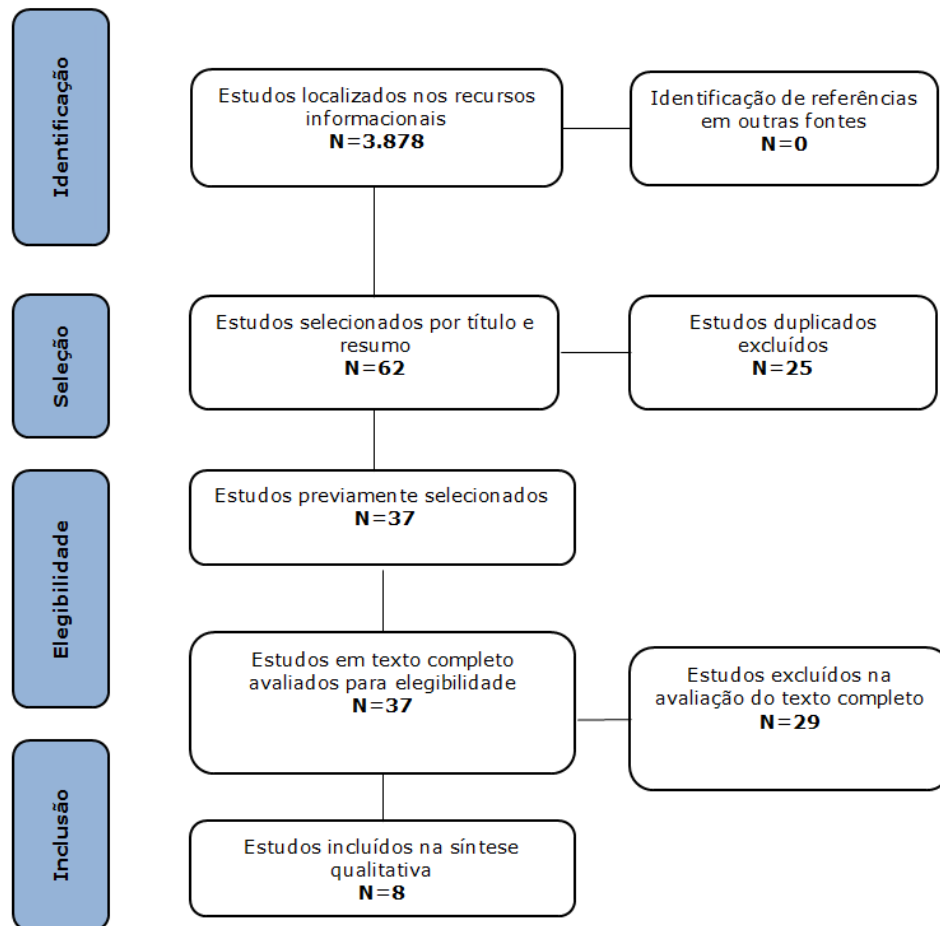 Identificação
Estudos localizados nos recursos
informacionais
N=3.878
Identificação de referências
em outras fontes
N=0
Seleção
Estudos selecionados por título e
resumo
N=62
Estudos duplicados
excluídos
N=25
Elegibilidade
Estudos previamente selecionados
N=37
Estudos em texto completo
avaliados para elegibilidade
N=37
Estudos excluídos na
avaliação do texto completo
N=29
Inclusão
Estudos incluídos na síntese
qualitativa
N=8